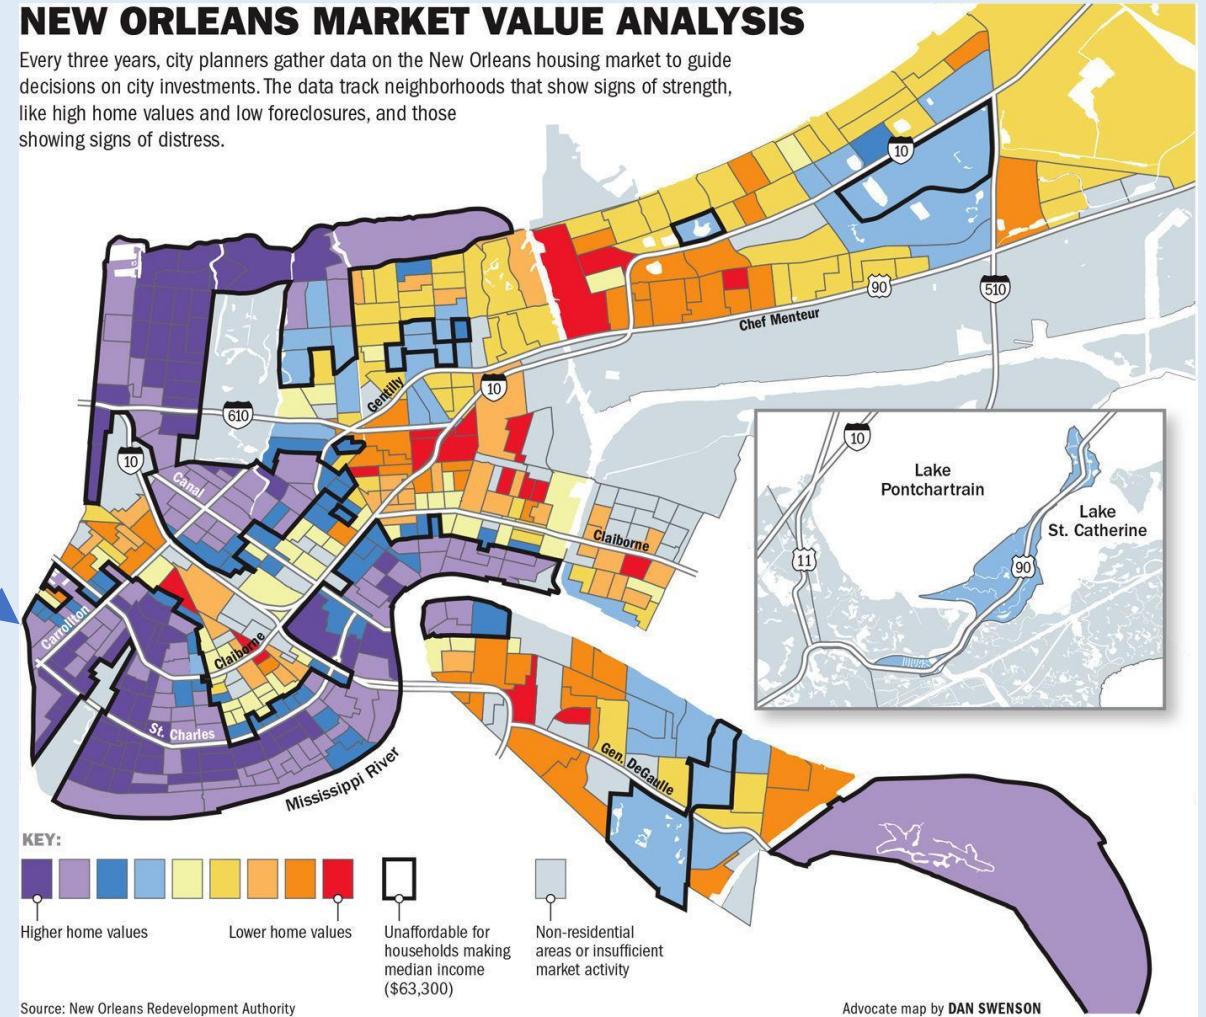 NEW ORLEANS MARKET VALUE ANALYSIS
Every three years, city planners gather data on the New Orleans housing market to guide
decisions on city investments. The data track neighborhoods that show signs of strength,
like high home values and low foreclosures, and those
showing signs of distress.
10
90
510
Chef Menteur
Gentilly
10
610
10
Canal
Claiborne
Carrollton
Claiborne
St. Charles
Mississippi River
Gen. DeGaulle
10
Lake
Pontchartrain
Lake
St. Catherine
11
90
KEY:
Higher home values
Lower home values
Unaffordable for
households making
median income
($63,300)
Non-residential
areas or insufficient
market activity
Source: New Orleans Redevelopment Authority
Advocate map by DAN SWENSON